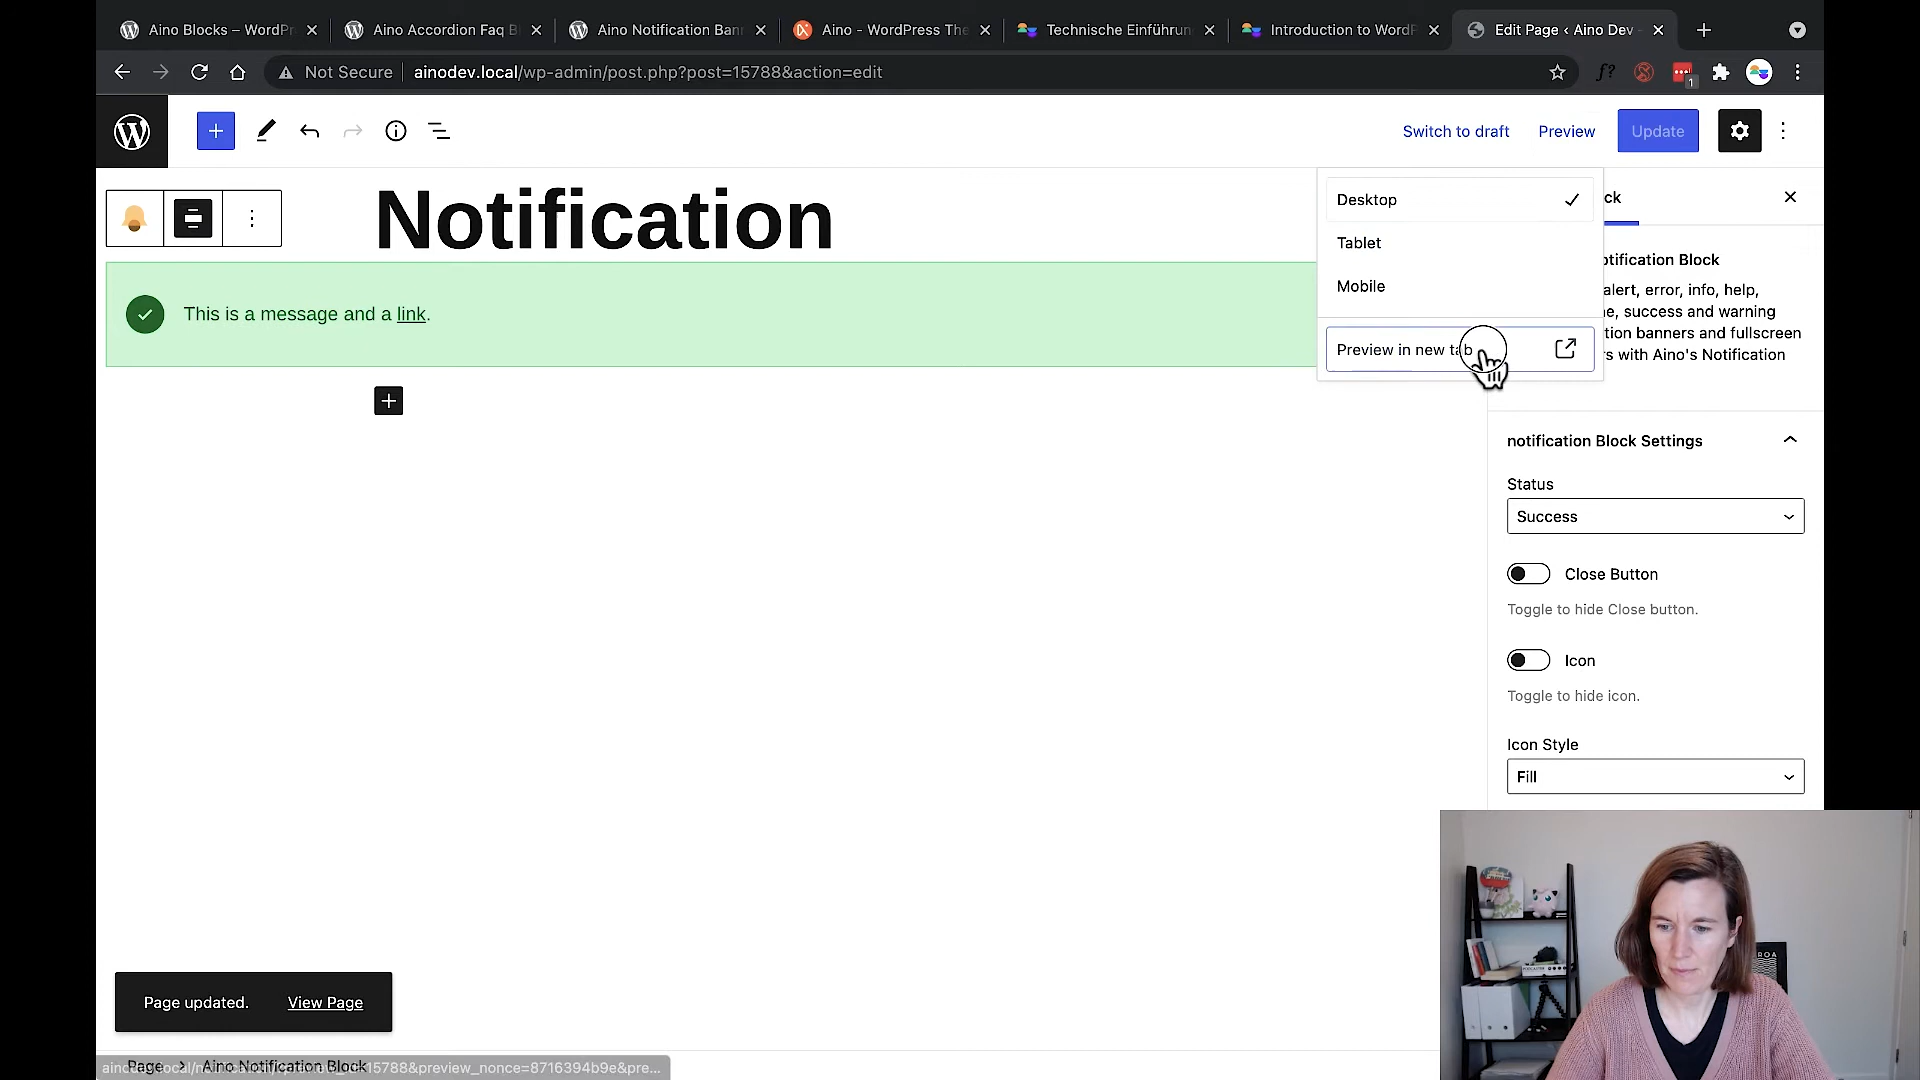 Aino Blocks – WordPr
Aino Accordion Faq B
Aino Notification Ban
Aino - WordPress The
Technische Einführun
Introduction to WordP
Edit Page ‹ Aino Dev
Not Secure
ainodev.local/wp-admin/post.php?post=15788&action=edit
f?
1
Switch to draft
Preview
Update
Notification
Desktop
Tablet
Mobile
Preview in new tab
ck
otification Block
alert, error, info, help,
e, success and warning
tion banners and fullscreen
s with Aino's Notification
This is a message and a link.
notification Block Settings
Status
Success
Close Button
Toggle to hide Close button.
Icon
Toggle to hide icon.
Icon Style
Fill
Page updated.
View Page
Page
Aino Notification Block
15788&preview_nonce=8716394b9e&pre...